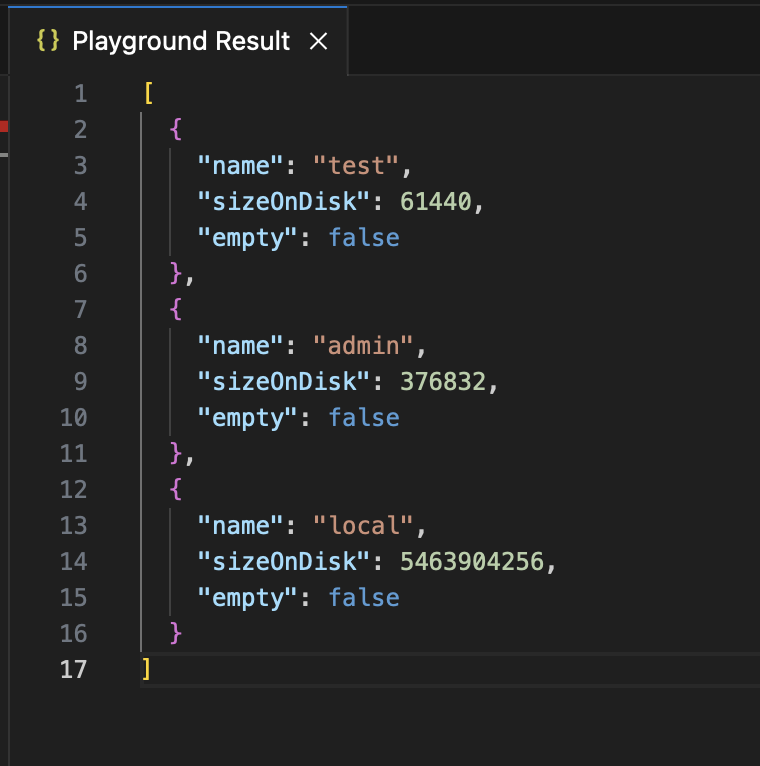 {} Playground Result ×
1 [
2 {
3 "name": "test",
4 "sizeOnDisk": 61440,
5 "empty": false
6 },
7 {
8 "name": "admin",
9 "sizeOnDisk": 376832,
10 "empty": false
11 },
12 {
13 "name": "local",
14 "sizeOnDisk": 5463904256,
15 "empty": false
16 }
17 ]